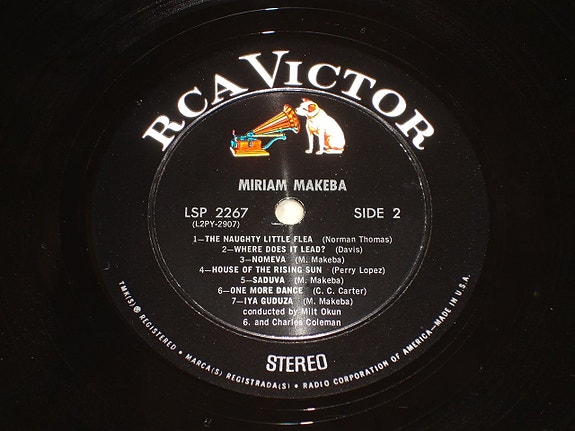 RCA VICTOR
MIRIAM MAKEBA
LSP 2267 SIDE 2
(L2PY-2907)
1—THE NAUGHTY LITTLE FLEA (Norman Thomas)
2—WHERE DOES IT LEAD? (Davis)
3—NOMEVA (M. Makeba)
4—HOUSE OF THE RISING SUN (Perry Lopez)
5—SADUVA (M. Makeba)
6—ONE MORE DANCE (C. C. Carter)
7—IYA GUDUZA (M. Makeba)
conducted by Milt Okun
6. and Charles Coleman
STEREO
TMK(S) ® REGISTERED • MARCA(S) REGISTRADA(S) • RADIO CORPORATION OF AMERICA—MADE IN U.S.A.